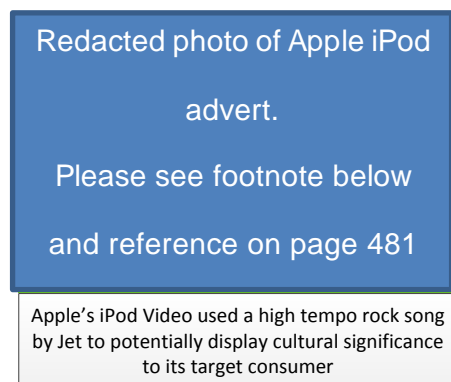 Redacted photo of Apple iPod
advert.
Please see footnote below
and reference on page 481
Apple’s iPod Video used a high tempo rock song
by Jet to potentially display cultural significance
to its target consumer